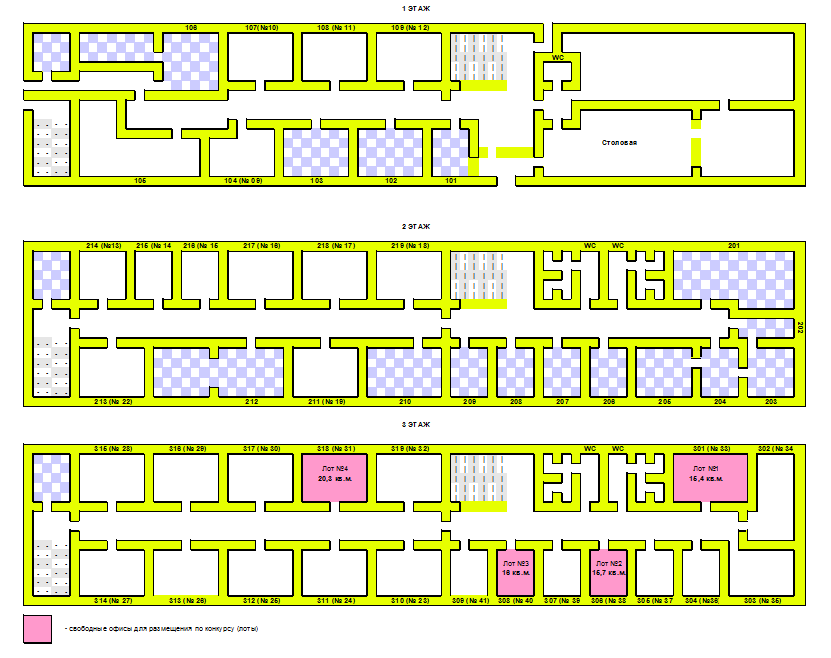 1 ЭТАЖ
106 107(№10) 108 (№ 11) 109 (№ 12)
WC
Столовая
105 104 (№ 09) 103 102 101
2 ЭТАЖ
214 (№13) 215 (№ 14 216 (№ 15 217 (№ 16) 218 (№ 17) 219 (№ 18) WC WC 201
202
213 (№ 22) 212 211 (№ 19) 210 209 208 207 206 205 204 203
3 ЭТАЖ
315 (№ 28) 316 (№ 29) 317 (№ 30) 318 (№ 31) 319 (№ 32) WC WC 301 (№ 33) 302 (№ 34
Лот №4
20,3 кв.м.
Лот №1
15,4 кв.м.
Лот №3
16 кв.м.
Лот №2
15,7 кв.м.
314 (№ 27) 313 (№ 26) 312 (№ 25) 311 (№ 24) 310 (№ 23) 309 (№ 41) 308 (№ 40 307 (№ 39 306 (№ 38 305 (№ 37 304 (№36) 303 (№ 35)
- свободные офисы для размещения по конкурсу (лоты)